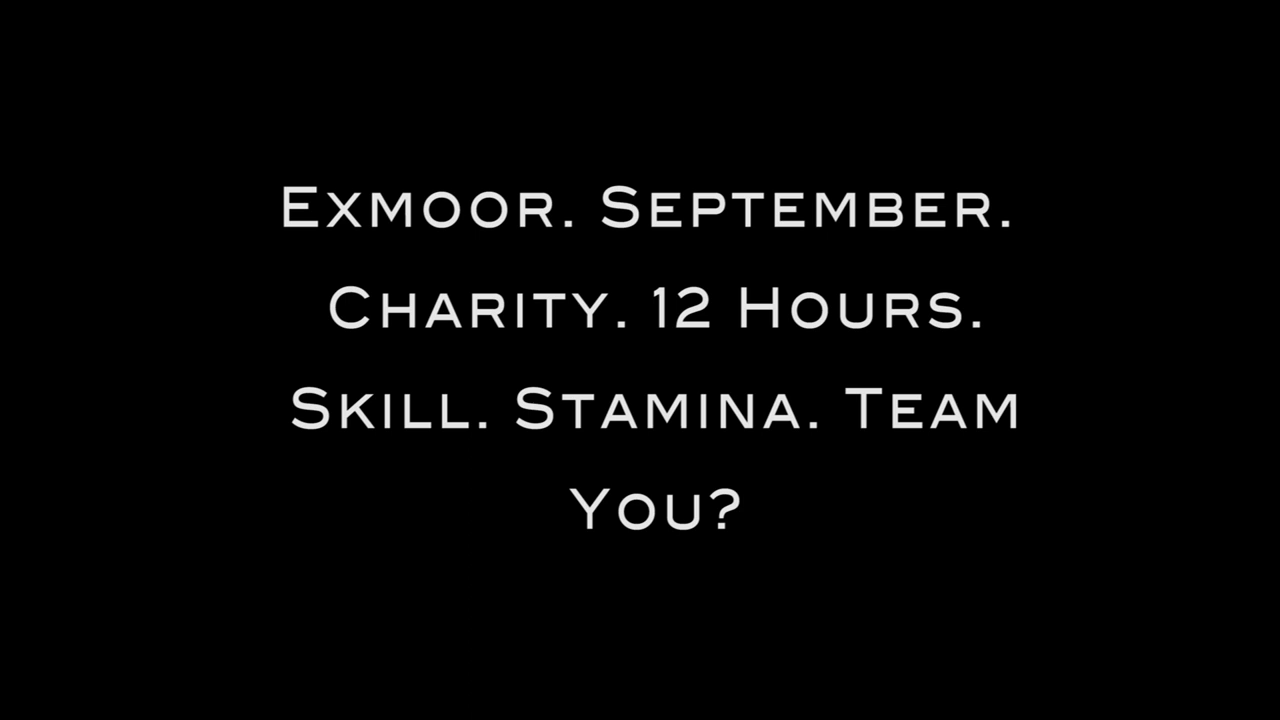 Exmoor. September.
Charity. 12 Hours.
Skill. Stamina. Team
You?